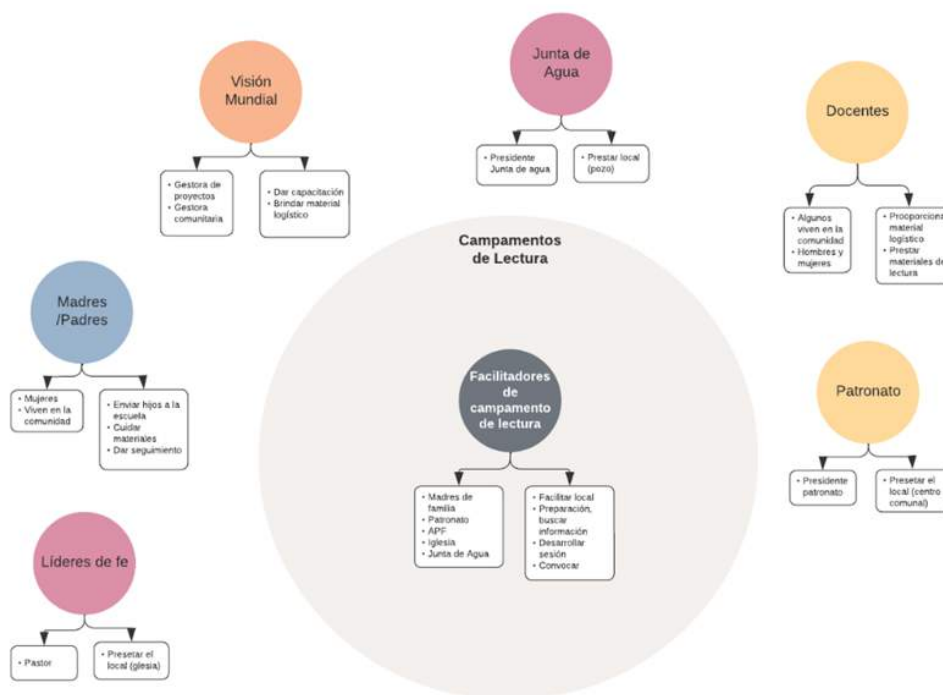 Visión
Mundial
• Gestora de
proyectos
• Gestora
comunitaria
• Dar capacitación
• Brindar material
logístico
Junta de
Agua
• Presidente
Junta de agua
• Prestar local
(pozo)
Docentes
• Algunos
viven en la
comunidad
• Hombres y
mujeres
• Prooporciona
material
logístico
• Prestar
materiales de
lectura
Campamentos
de Lectura
Madres
/Padres
• Mujeres
• Viven en la
comunidad
• Enviar hijos a la
escuela
• Cuidar
materiales
• Dar seguimiento
Facilitadores
de
campamento
de lectura
• Madres de
familia
• Patronato
• APF
• Iglesia
• Junta de Agua
• Facilitar local
• Preparación,
buscar
información
• Desarrollar
sesión
• Convocar
Patronato
• Presidente
patronato
• Presetar el
local (centro
comunal)
Líderes de fe
• Pastor
• Presetar el
local (glesia)